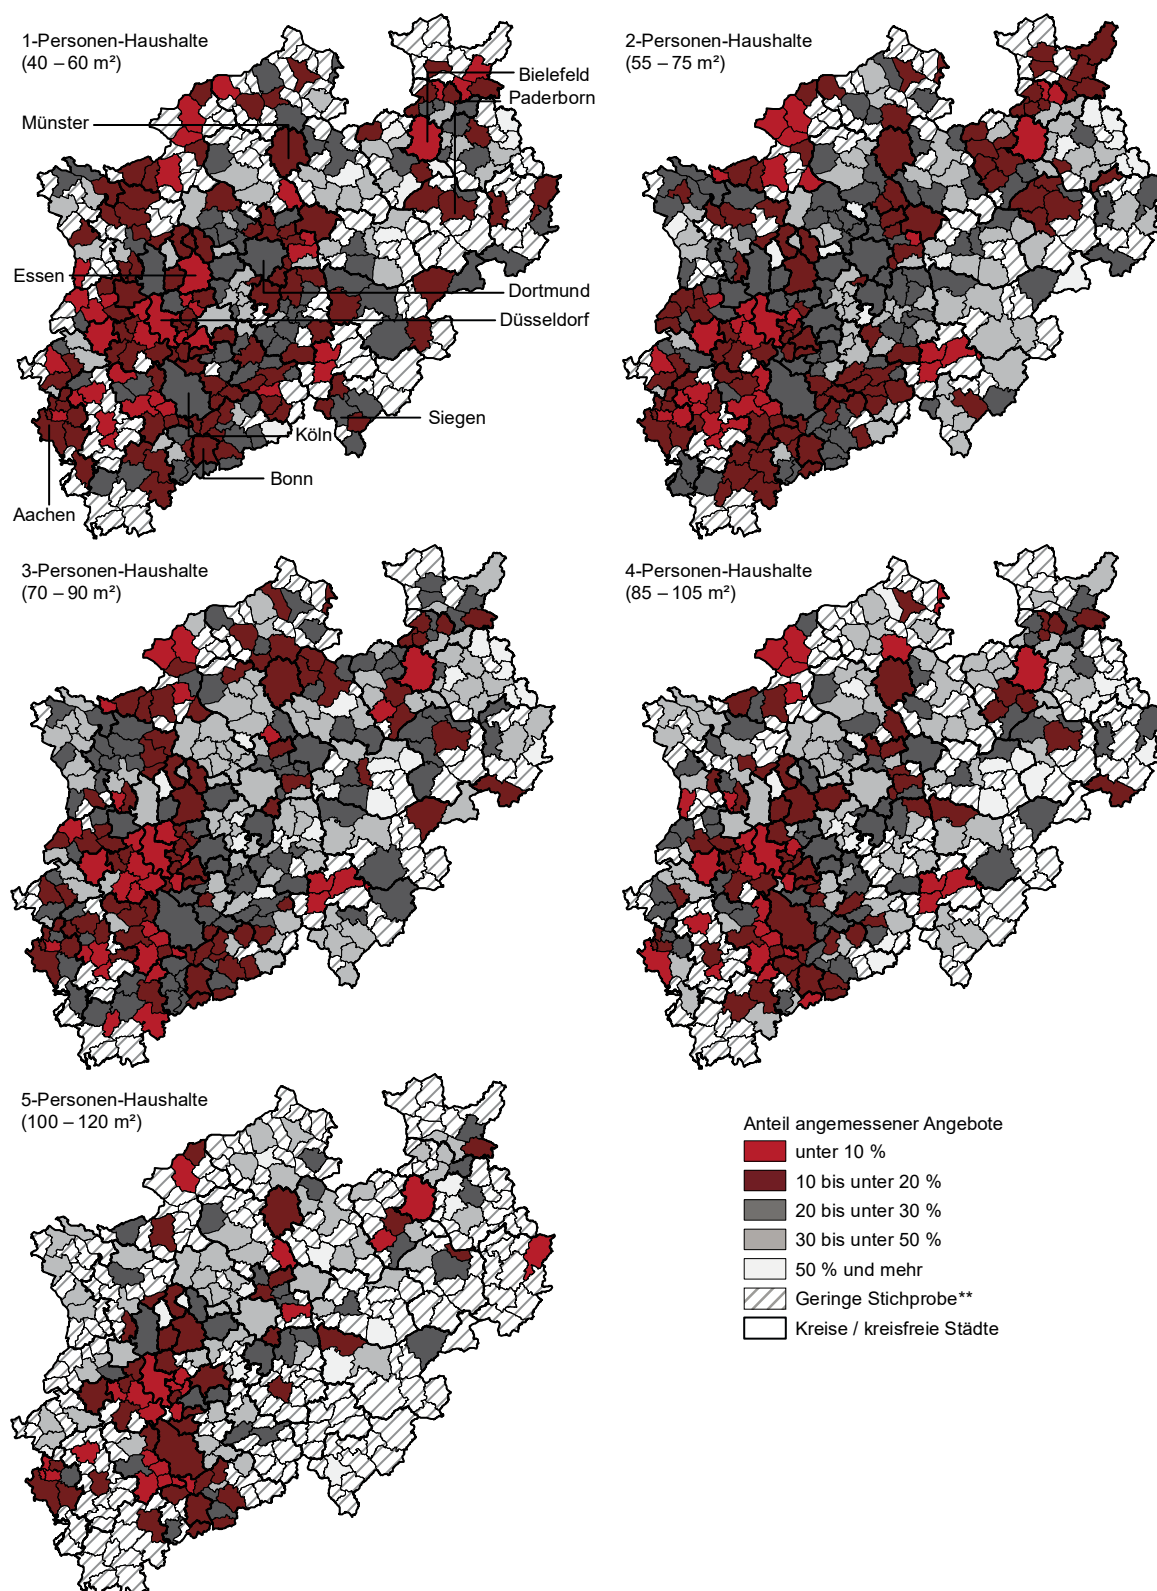 1-Personen-Haushalte
(40 – 60 m²)
Münster
Bielefeld
Paderborn
Essen
Dortmund
Düsseldorf
Siegen
Köln
Bonn
Aachen
2-Personen-Haushalte
(55 – 75 m²)
3-Personen-Haushalte
(70 – 90 m²)
4-Personen-Haushalte
(85 – 105 m²)
5-Personen-Haushalte
(100 – 120 m²)
Anteil angemessener Angebote
unter 10 %
10 bis unter 20 %
20 bis unter 30 %
30 bis unter 50 %
50 % und mehr
Geringe Stichprobe**
Kreise / kreisfreie Städte